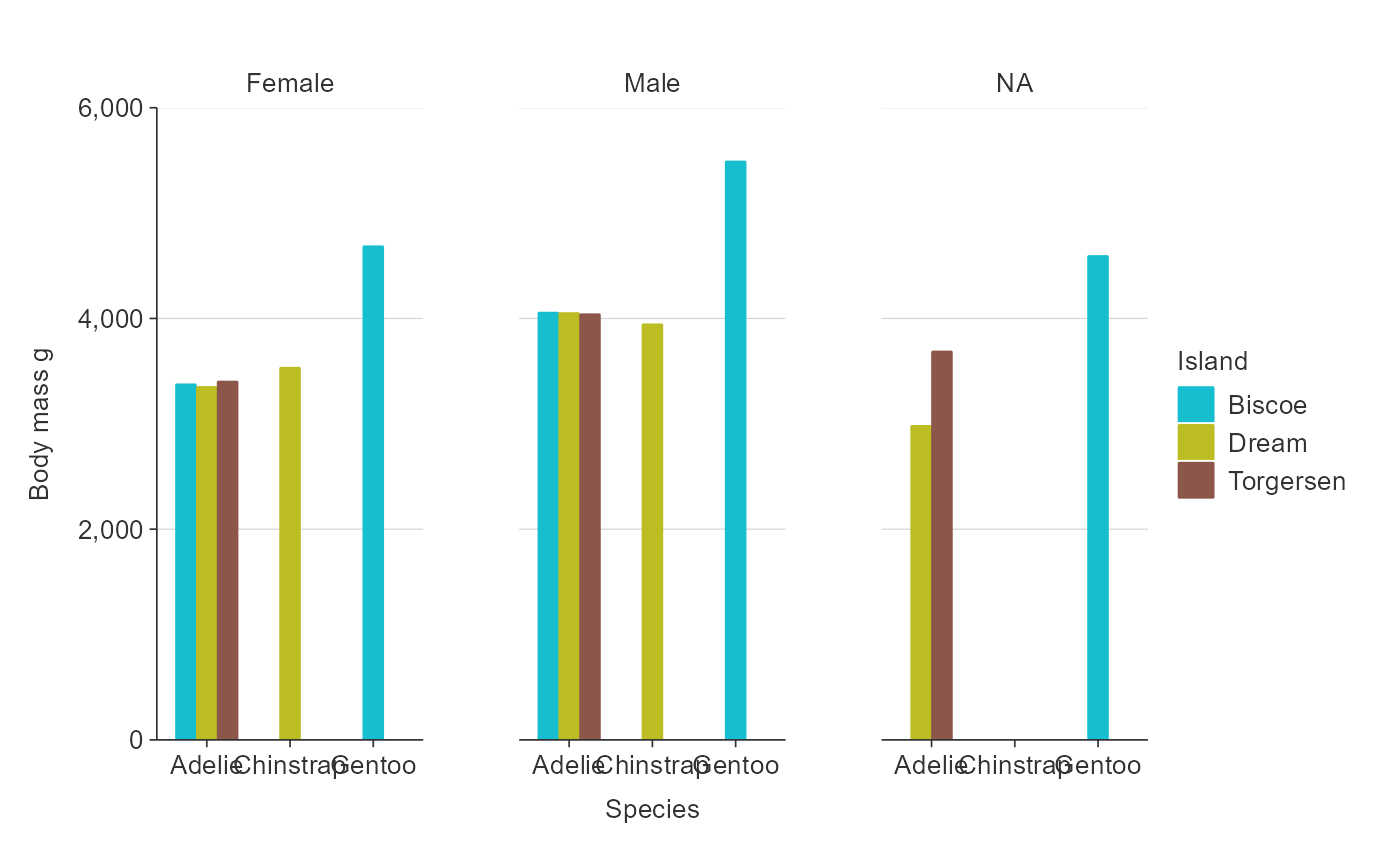 Female Male NA
6,000
4,000
2,000
0
Body mass g
Adelie Chinstrap Gentoo Adelie Chinstrap Gentoo Adelie Chinstrap Gentoo
Species
Island
Biscoe
Dream
Torgersen